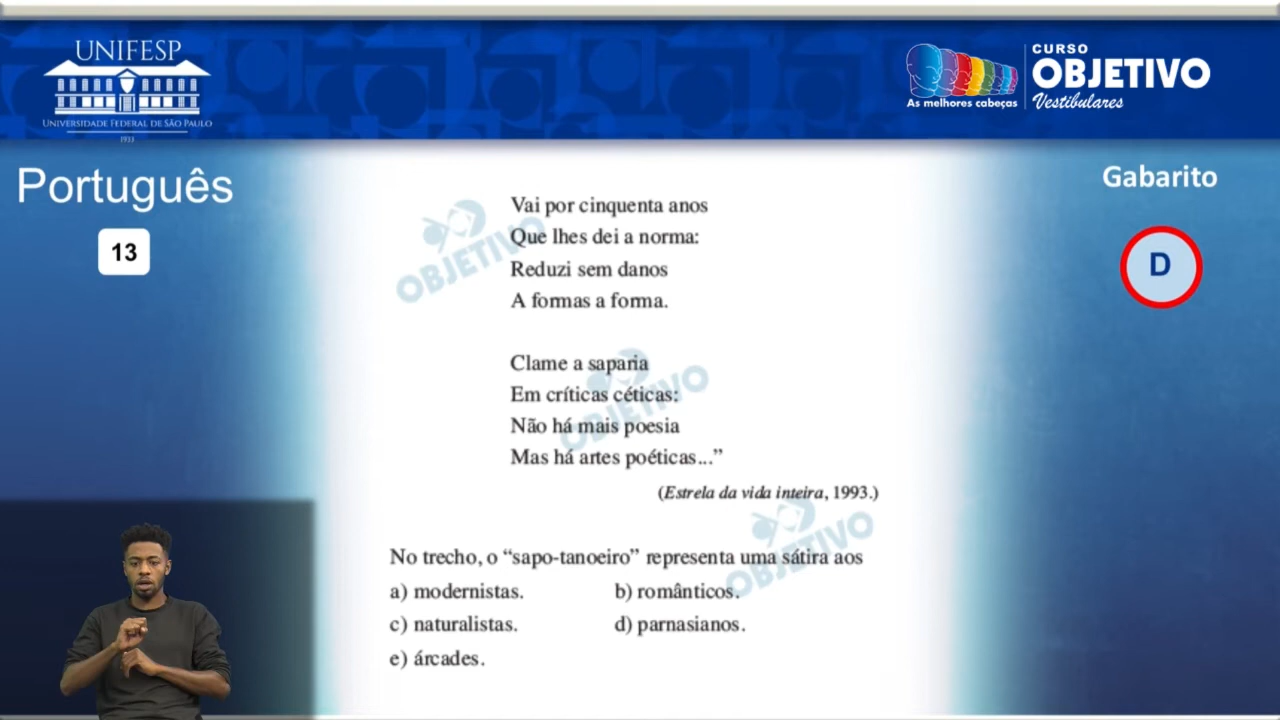 UNIFESP
UNIVERSIDADE FEDERAL DE SÃO PAULO
1933
As melhores cabeças
CURSO
OBJETIVO
Vestibulares
Português
13
Gabarito
D
Vai por cinquenta anos
Que lhes dei a norma:
Reduzi sem danos
A formas a forma.
Clame a saparia
Em críticas céticas:
Não há mais poesia
Mas há artes poéticas...”
(Estrela da vida inteira, 1993.)
No trecho, o “sapo-tanoeiro” representa uma sátira aos
a) modernistas. b) românticos.
c) naturalistas. d) parnasianos.
e) árcades.
OBJETIVO
OBJETIVO
OBJETIVO